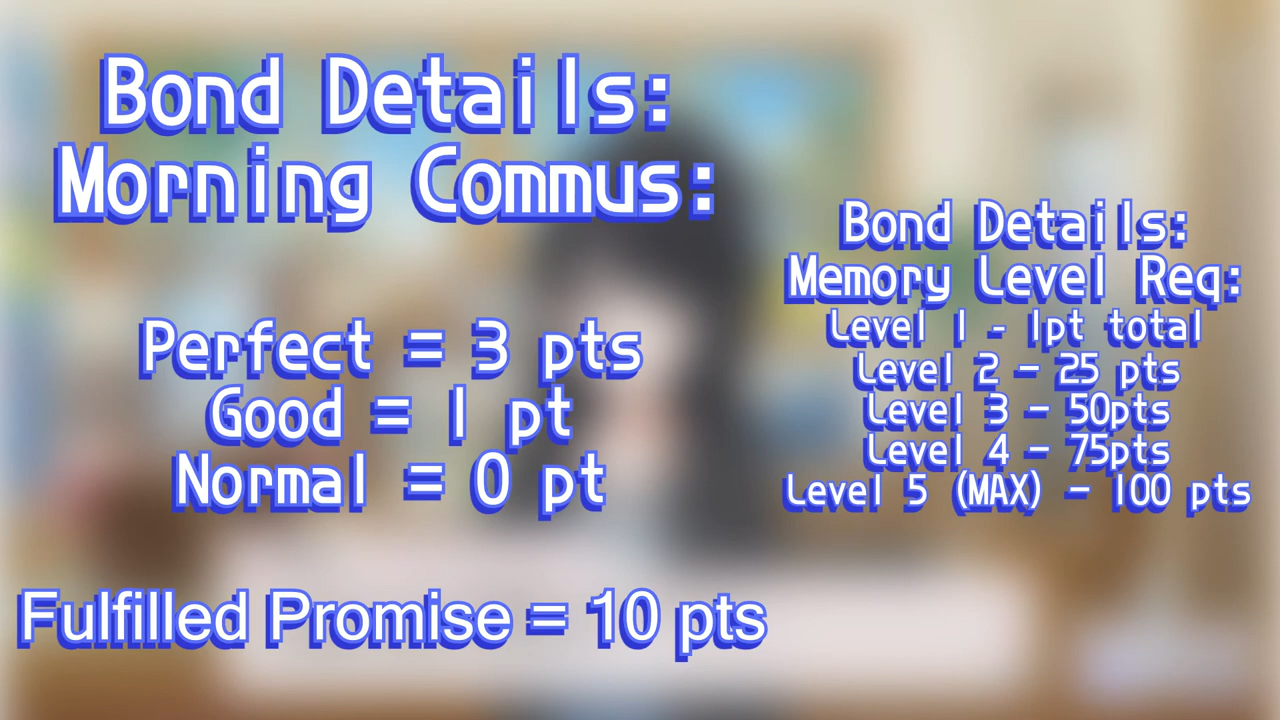 Bond Details:
Morning Commus:
Perfect = 3 pts
Good = 1 pt
Normal = 0 pt
Fulfilled Promise = 10 pts
Bond Details:
Memory Level Req:
Level 1 - 1pt total
Level 2 - 25 pts
Level 3 - 50pts
Level 4 - 75pts
Level 5 (MAX) - 100 pts